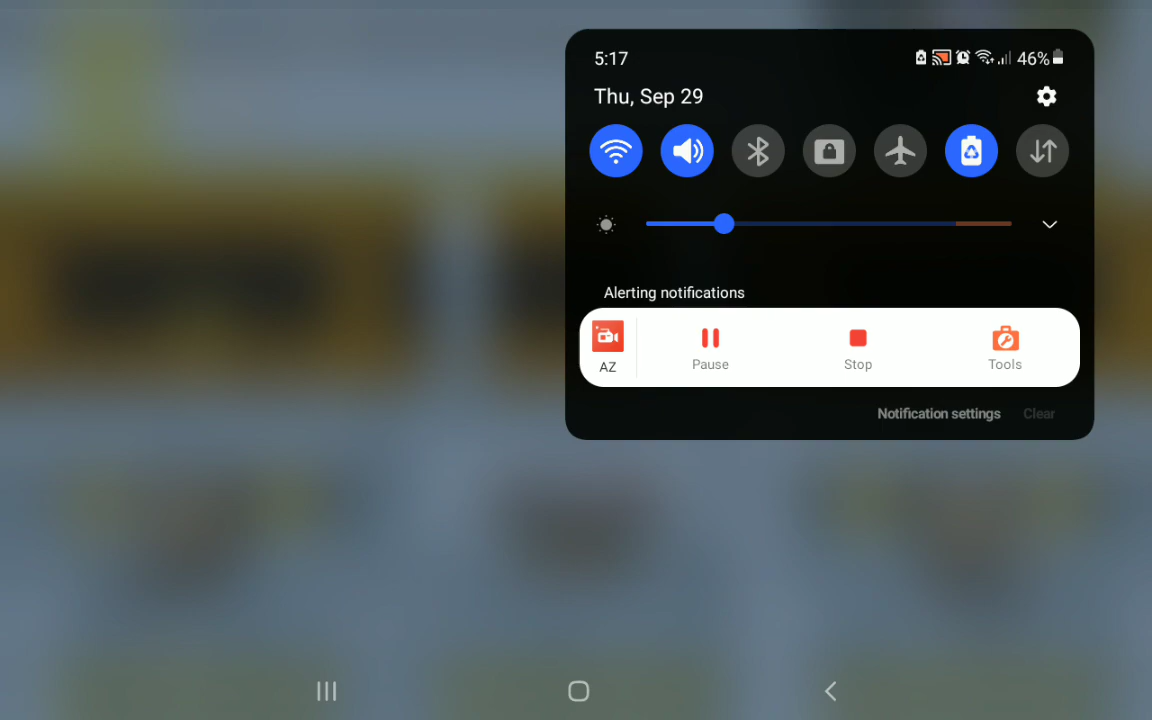 5:17
46%
Thu, Sep 29
Alerting notifications
AZ
Pause
Stop
Tools
Notification settings
Clear